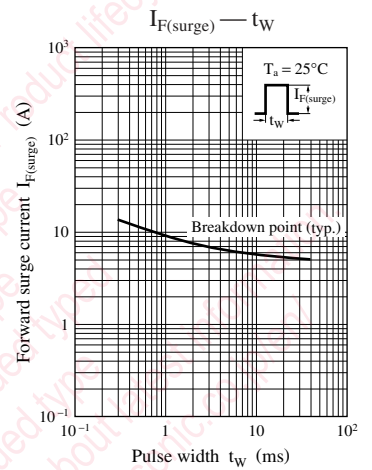 I_F(surge) — t_W
10³
10²
10
1
10⁻¹
Forward surge current I_F(surge) (A)
T_a = 25°C
I_F(surge)
t_W
Breakdown point (typ.)
10⁻¹
1
10
10²
Pulse width t_W (ms)